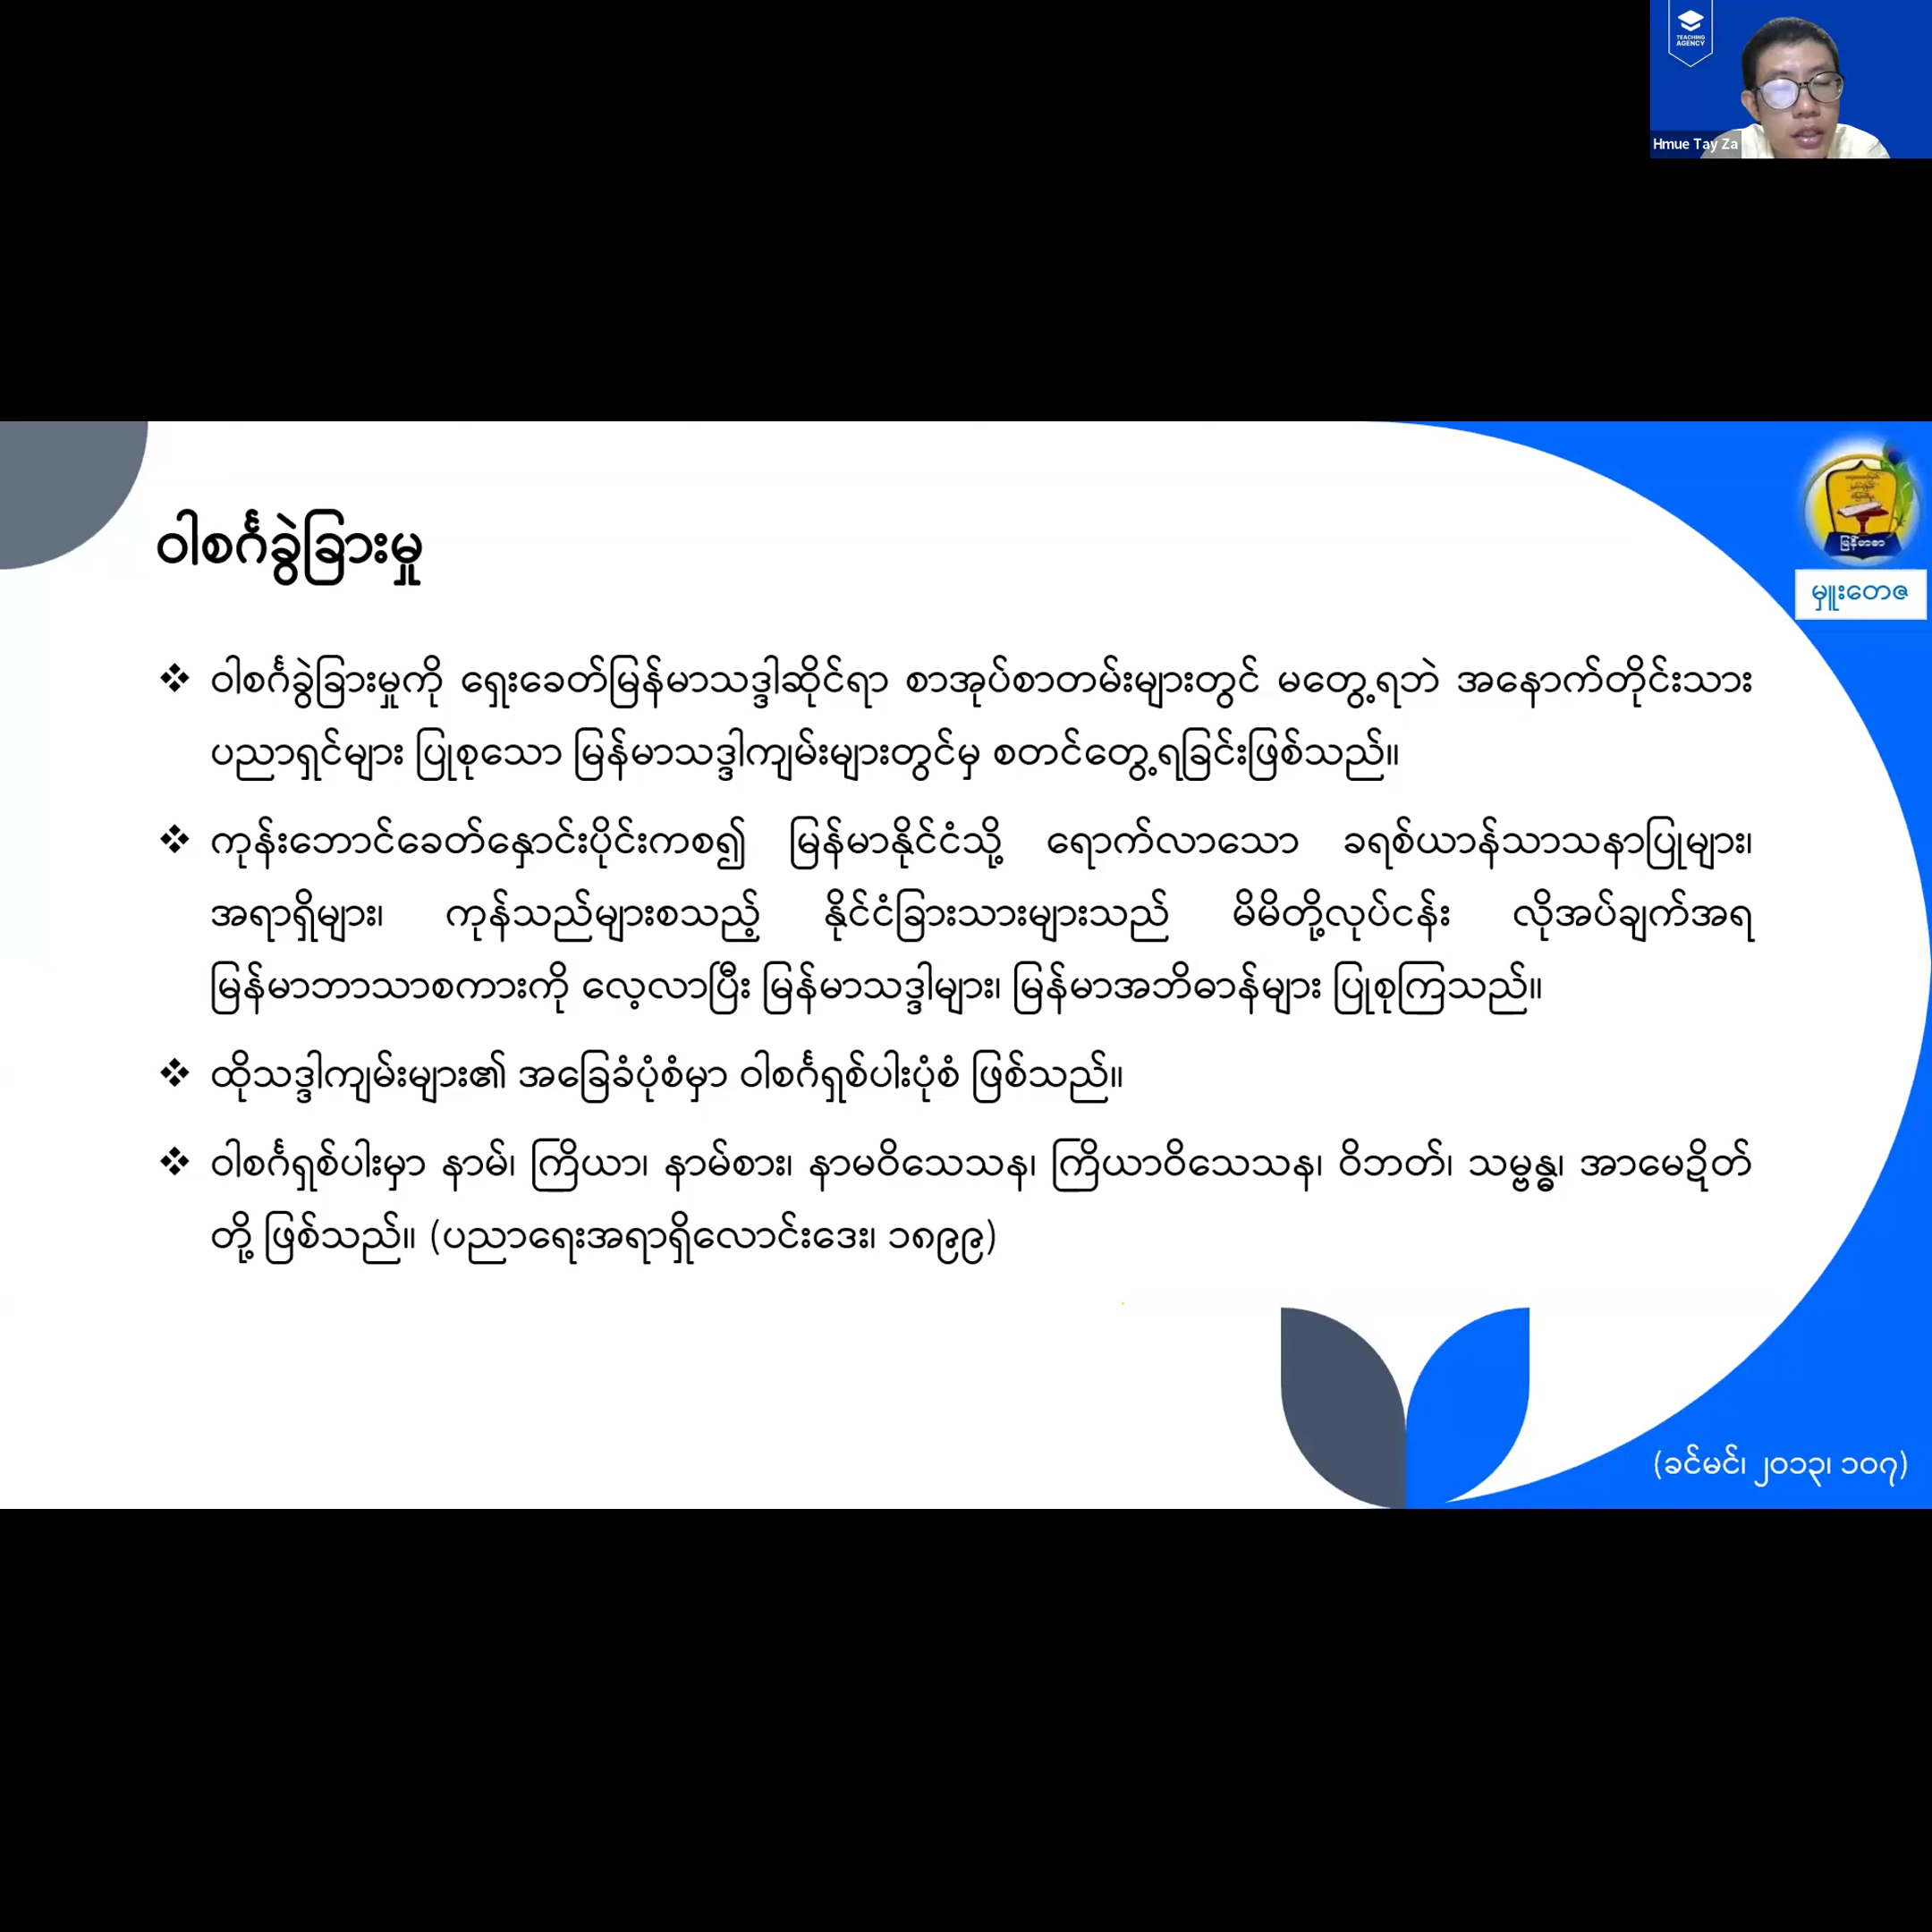 TEACHING
AGENCY
Hmue Tay Za
မြန်မာစာ
မှူးတေဇ
ဝါစင်္ဂခွဲခြားမှု
❖ ဝါစင်္ဂခွဲခြားမှုကို ရှေးခေတ်မြန်မာသဒ္ဒါဆိုင်ရာ စာအုပ်စာတမ်းများတွင် မတွေ့ရဘဲ အနောက်တိုင်းသား
ပညာရှင်များ ပြုစုသော မြန်မာသဒ္ဒါကျမ်းများတွင်မှ စတင်တွေ့ရခြင်းဖြစ်သည်။
❖ ကုန်းဘောင်ခေတ်နှောင်းပိုင်းကစ၍ မြန်မာနိုင်ငံသို့ ရောက်လာသော ခရစ်ယာန်သာသနာပြုများ၊
အရာရှိများ၊ ကုန်သည်များစသည့် နိုင်ငံခြားသားများသည် မိမိတို့လုပ်ငန်း လိုအပ်ချက်အရ
မြန်မာဘာသာစကားကို လေ့လာပြီး မြန်မာသဒ္ဒါများ၊ မြန်မာအဘိဓာန်များ ပြုစုကြသည်။
❖ ထိုသဒ္ဒါကျမ်းများ၏ အခြေခံပုံစံမှာ ဝါစင်္ဂရှစ်ပါးပုံစံ ဖြစ်သည်။
❖ ဝါစင်္ဂရှစ်ပါးမှာ နာမ်၊ ကြိယာ၊ နာမ်စား၊ နာမဝိသေသန၊ ကြိယာဝိသေသန၊ ဝိဘတ်၊ သမ္ဗန္ဓ၊ အာမေဍိတ်
တို့ ဖြစ်သည်။ (ပညာရေးအရာရှိလောင်းဒေး၊ ၁၈၉၉)
(ခင်မင်၊ ၂၀၁၃၊ ၁၀၇)